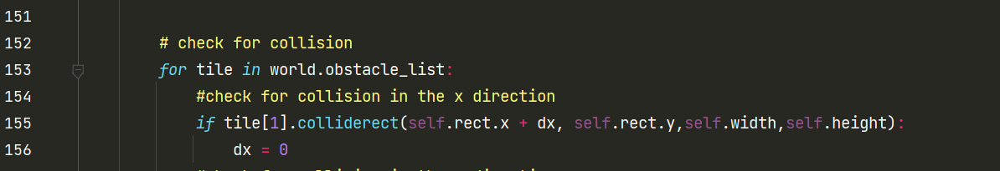 151
152 # check for collision
153 for tile in world.obstacle_list:
154 #check for collision in the x direction
155 if tile[1].colliderect(self.rect.x + dx, self.rect.y,self.width,self.height):
156 dx = 0